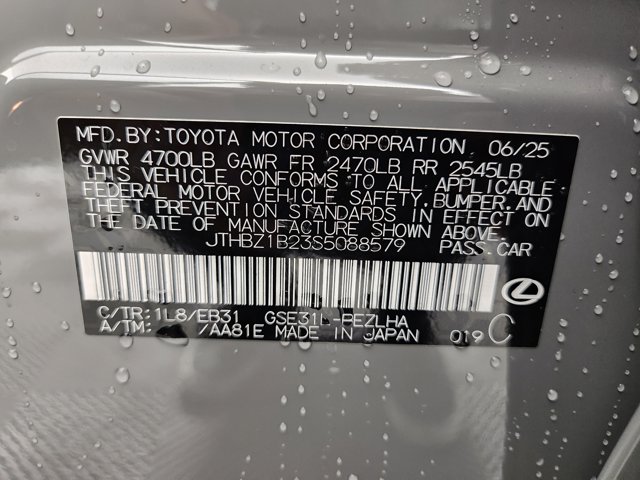 MFD.BY:TOYOTA MOTOR CORPORATION 06/25
GVWR 4700LB GAWR FR 2470LB RR 2545LB
THIS VEHICLE CONFORMS TO ALL APPLICABLE
FEDERAL MOTOR VEHICLE SAFETY,BUMPER,AND
THEFT PREVENTION STANDARDS IN EFFECT ON
THE DATE OF MANUFACTURE SHOWN ABOVE.
JTHBZ1B23S5088579 PASS.CAR
C/TR:1L8/EB31 GSE31L-BEZLHA
A/TM: /AA81E MADE IN JAPAN 019 C